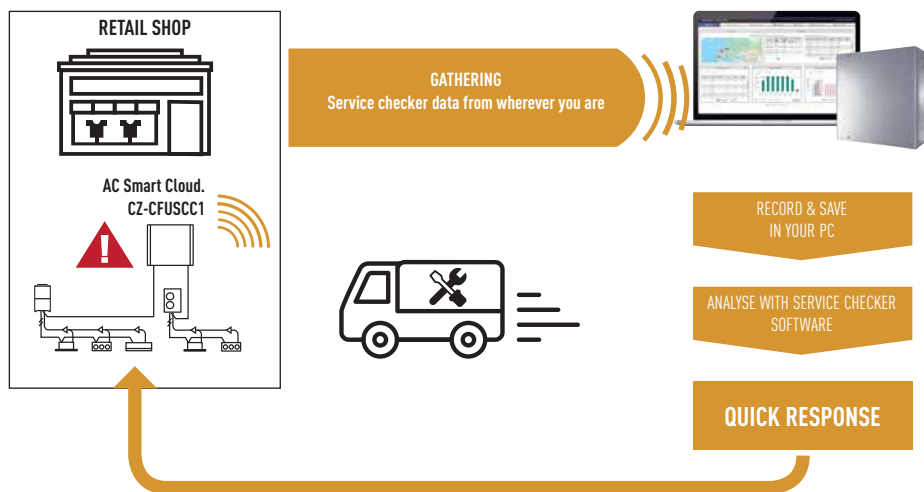 RETAIL SHOP
AC Smart Cloud.
CZ-CFUSCC1
GATHERING
Service checker data from wherever you are
RECORD & SAVE
IN YOUR PC
ANALYSE WITH SERVICE CHECKER
SOFTWARE
QUICK RESPONSE